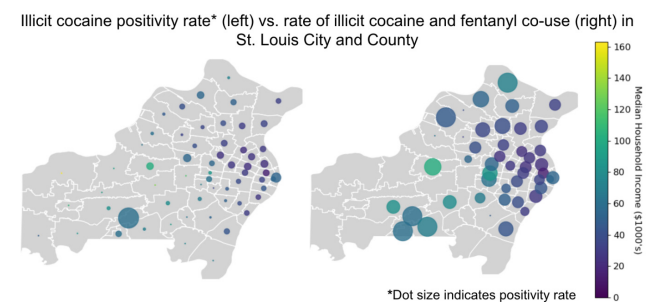 Illicit cocaine positivity rate* (left) vs. rate of illicit cocaine and fentanyl co-use (right) in
St. Louis City and County
160
140
120
100
80
60
40
20
0
Median Household Income ($1000's)
*Dot size indicates positivity rate